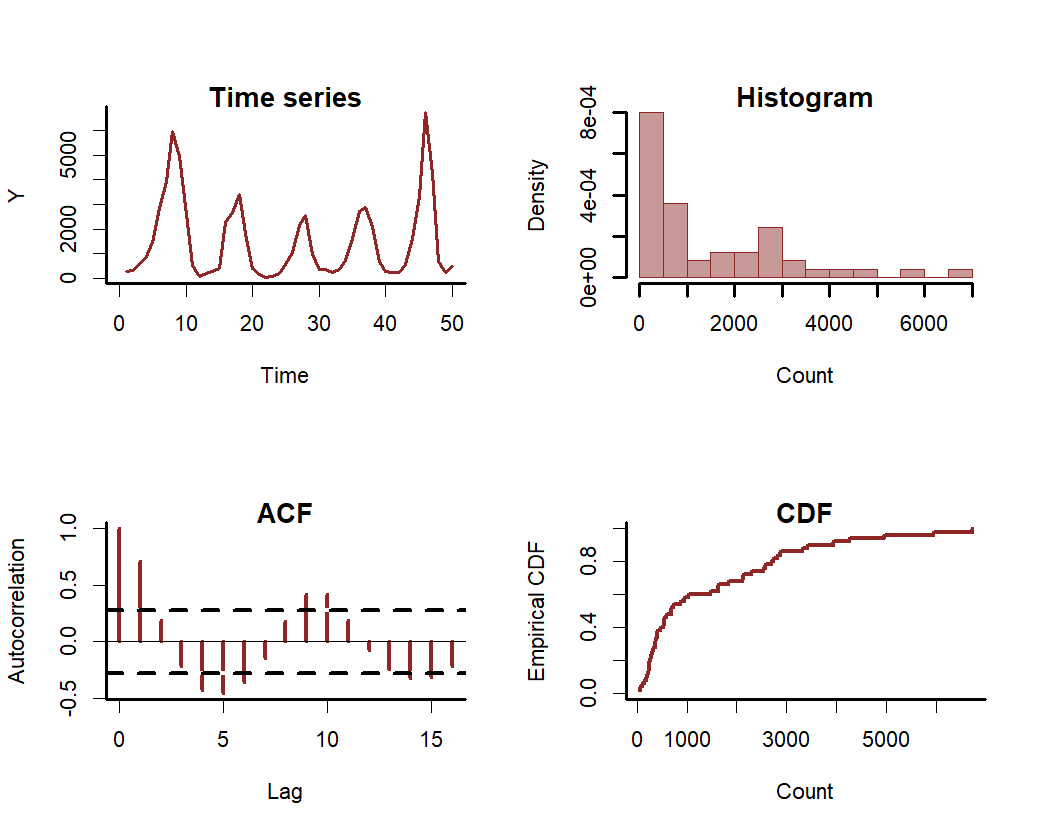 Time series
Y
0
2000
5000
0 10 20 30 40 50
Time
Histogram
Density
0e+00
4e-04
8e-04
0 2000 4000 6000
Count
ACF
Autocorrelation
-0.5
0.0
0.5
1.0
0 5 10 15
Lag
CDF
Empirical CDF
0.0
0.4
0.8
0 1000 3000 5000
Count